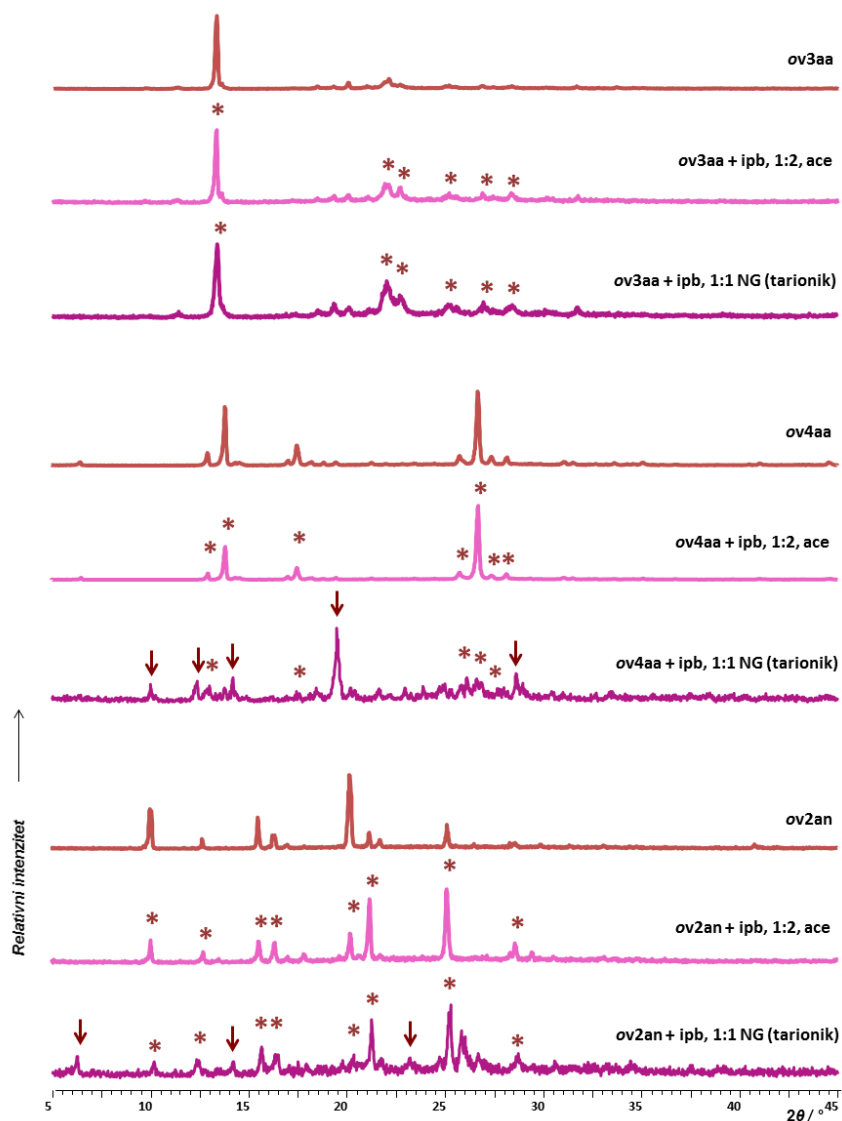 ov3aa
*
ov3aa + ipb, 1:2, ace
* * * * * *
ov3aa + ipb, 1:1 NG (tarionik)
* * * * * *
ov4aa
*
ov4aa + ipb, 1:2, ace
* * * * * *
ov4aa + ipb, 1:1 NG (tarionik)
* * * * *
ov2an
ov2an + ipb, 1:2, ace
* * * * * * * *
ov2an + ipb, 1:1 NG (tarionik)
* * * * * * * *
Relativni intenzitet
5 10 15 20 25 30 35 40 45
2θ / °